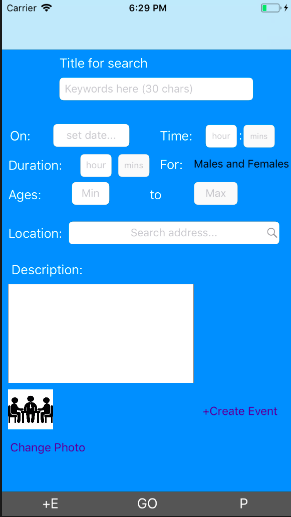 Carrier 6:29 PM
Title for search
Keywords here (30 chars)
On: set date... Time: hour : mins
Duration: hour mins For: Males and Females
Ages: Min to Max
Location: Search address...
Description:
+Create Event
Change Photo
+E GO P